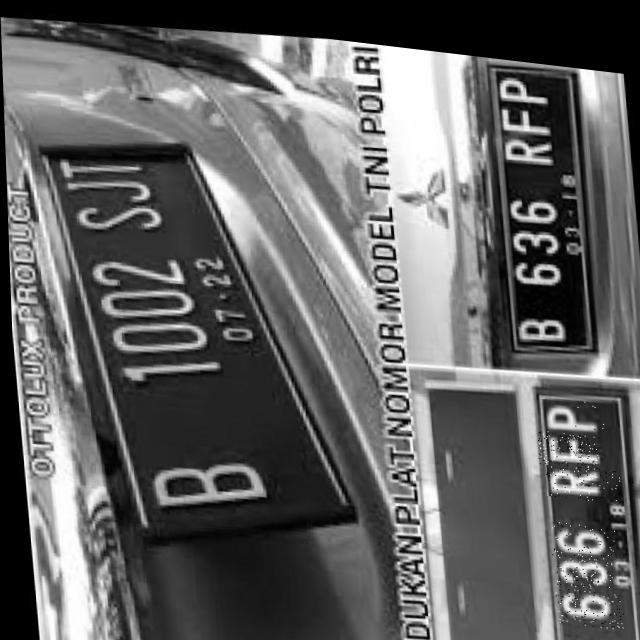 OTTOLUX PRODUCT
B 1002 SJT
07·22
DUKAN PLAT NOMOR MODEL TNI POLRI
B 636 RFP
03-18
636 RFP
03-18